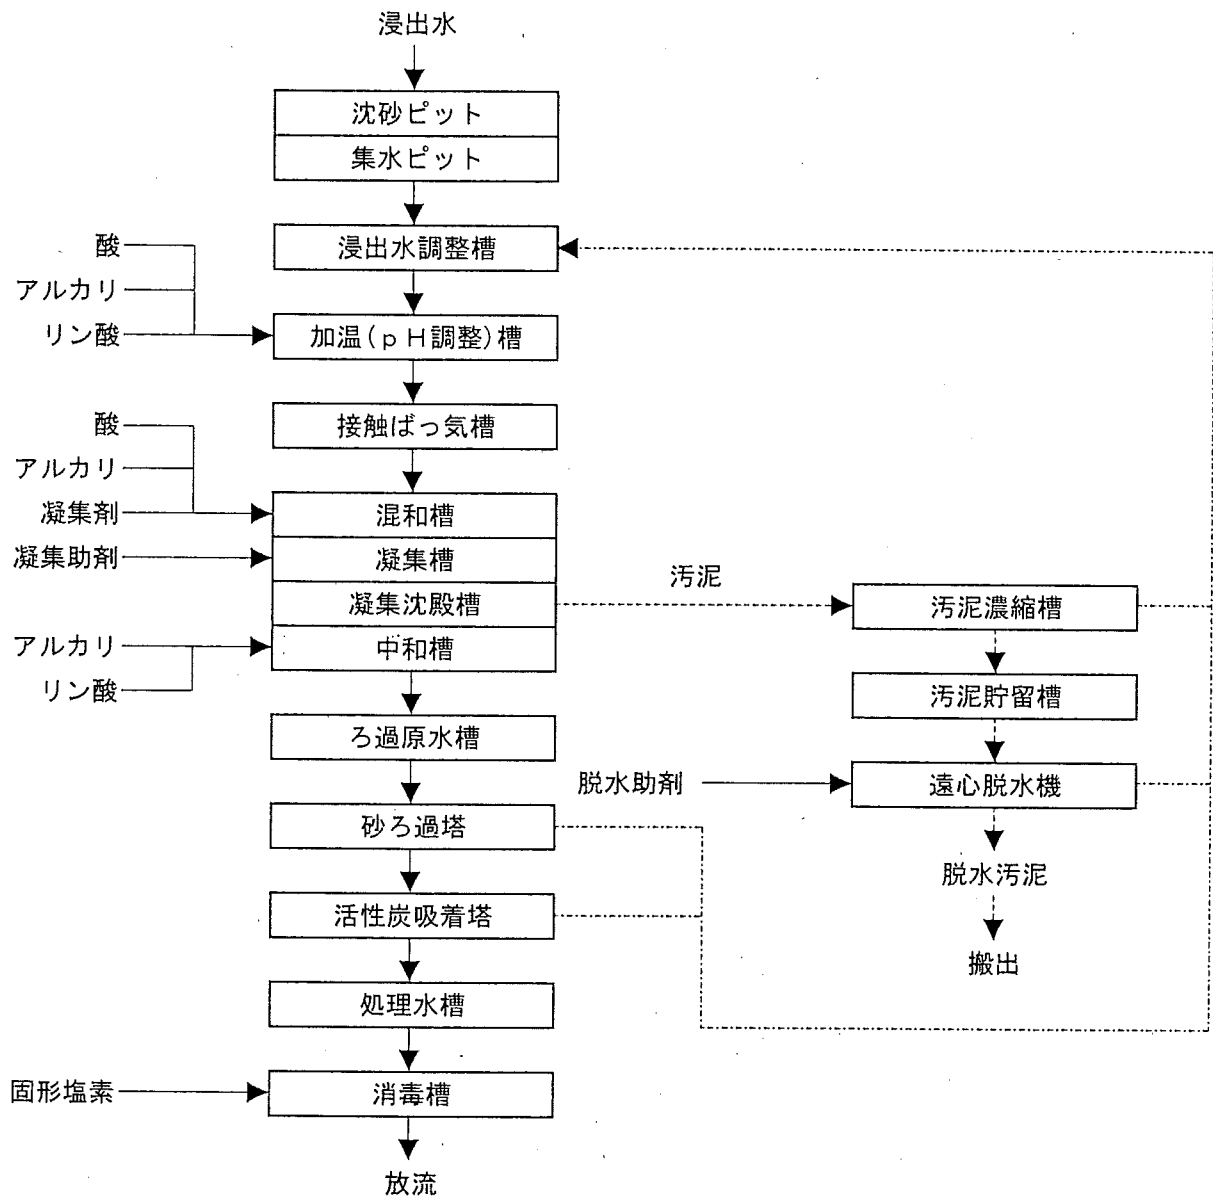 浸出水
沈砂ピット
集水ピット
浸出水調整槽
酸
アルカリ
リン酸
加温(pH調整)槽
接触ばっ気槽
酸
アルカリ
凝集剤
混和槽
凝集助剤
凝集槽
凝集沈殿槽
アルカリ
リン酸
中和槽
ろ過原水槽
砂ろ過塔
活性炭吸着塔
処理水槽
固形塩素
消毒槽
放流
汚泥
汚泥濃縮槽
汚泥貯留槽
脱水助剤
遠心脱水機
脱水汚泥
搬出